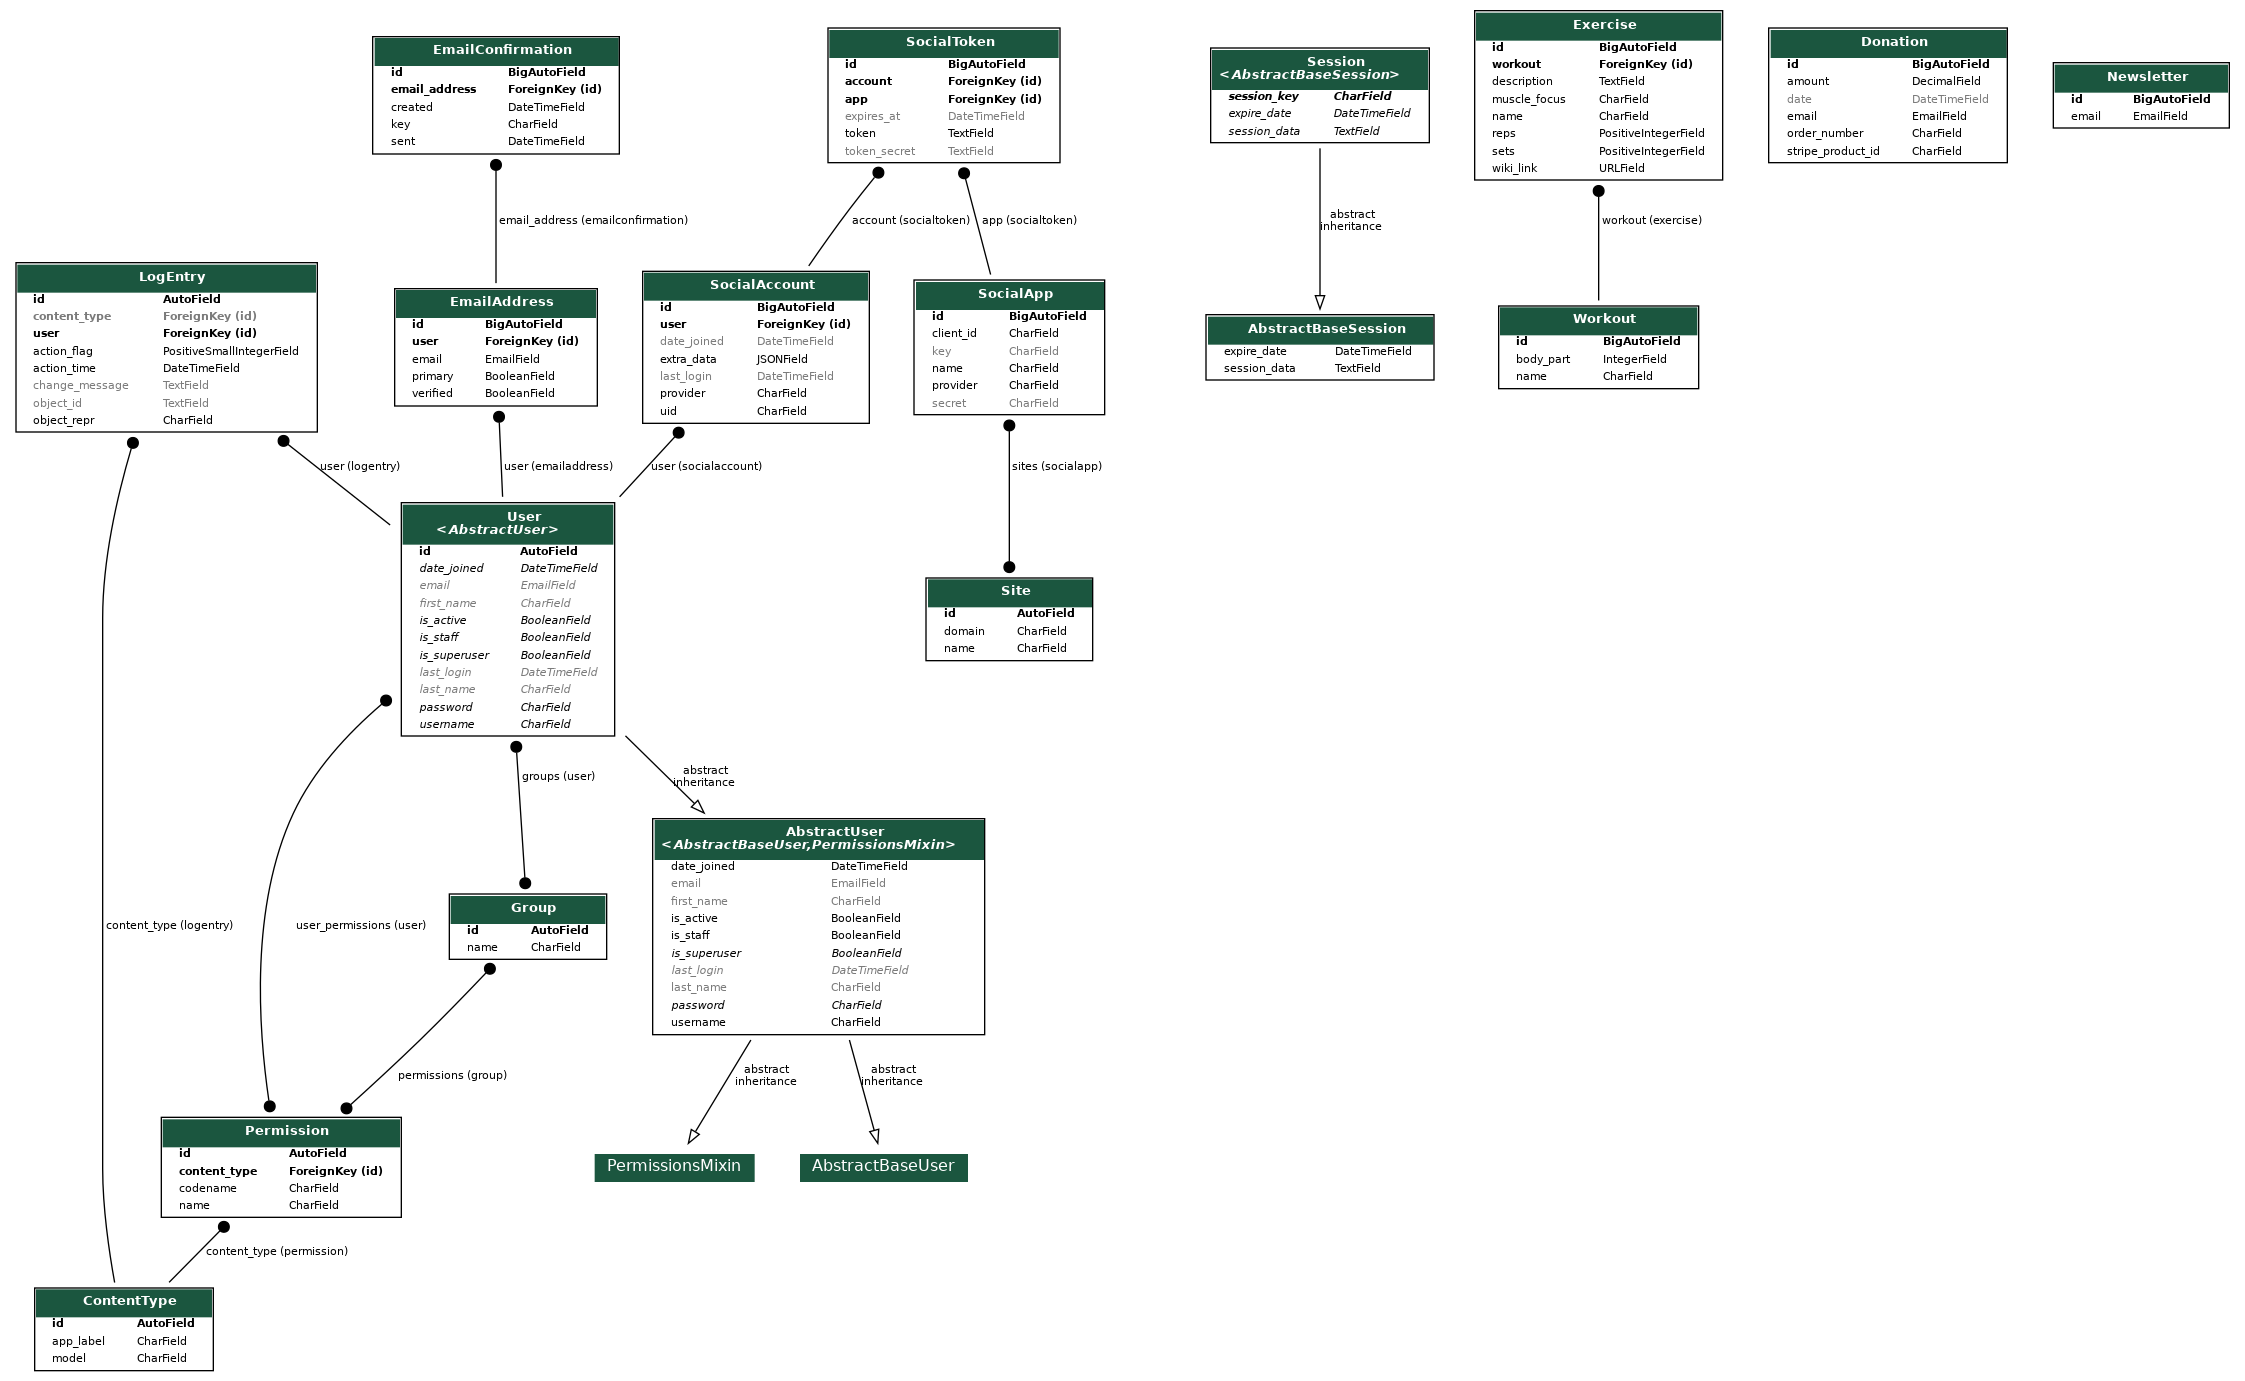 EmailConfirmation
id BigAutoField
email_address ForeignKey (id)
created DateTimeField
key CharField
sent DateTimeField
SocialToken
id BigAutoField
account ForeignKey (id)
app ForeignKey (id)
expires_at DateTimeField
token TextField
token_secret TextField
Session
<AbstractBaseSession>
session_key CharField
expire_date DateTimeField
session_data TextField
Exercise
id BigAutoField
workout ForeignKey (id)
description TextField
muscle_focus CharField
name CharField
reps PositiveIntegerField
sets PositiveIntegerField
wiki_link URLField
Donation
id BigAutoField
amount DecimalField
date DateTimeField
email EmailField
order_number CharField
stripe_product_id CharField
Newsletter
id BigAutoField
email EmailField
email_address (emailconfirmation)
account (socialtoken)
app (socialtoken)
abstract
inheritance
workout (exercise)
LogEntry
id AutoField
content_type ForeignKey (id)
user ForeignKey (id)
action_flag PositiveSmallIntegerField
action_time DateTimeField
change_message TextField
object_id TextField
object_repr CharField
EmailAddress
id BigAutoField
user ForeignKey (id)
email EmailField
primary BooleanField
verified BooleanField
SocialAccount
id BigAutoField
user ForeignKey (id)
date_joined DateTimeField
extra_data JSONField
last_login DateTimeField
provider CharField
uid CharField
SocialApp
id BigAutoField
client_id CharField
key CharField
name CharField
provider CharField
secret CharField
AbstractBaseSession
expire_date DateTimeField
session_data TextField
Workout
id BigAutoField
body_part IntegerField
name CharField
user (logentry)
user (emailaddress)
user (socialaccount)
sites (socialapp)
User
<AbstractUser>
id AutoField
date_joined DateTimeField
email EmailField
first_name CharField
is_active BooleanField
is_staff BooleanField
is_superuser BooleanField
last_login DateTimeField
last_name CharField
password CharField
username CharField
Site
id AutoField
domain CharField
name CharField
groups (user)
abstract
inheritance
AbstractUser
<AbstractBaseUser,PermissionsMixin>
date_joined DateTimeField
email EmailField
first_name CharField
is_active BooleanField
is_staff BooleanField
is_superuser BooleanField
last_login DateTimeField
last_name CharField
password CharField
username CharField
content_type (logentry)
user_permissions (user)
Group
id AutoField
name CharField
permissions (group)
abstract
inheritance
abstract
inheritance
Permission
id AutoField
content_type ForeignKey (id)
codename CharField
name CharField
PermissionsMixin
AbstractBaseUser
content_type (permission)
ContentType
id AutoField
app_label CharField
model CharField